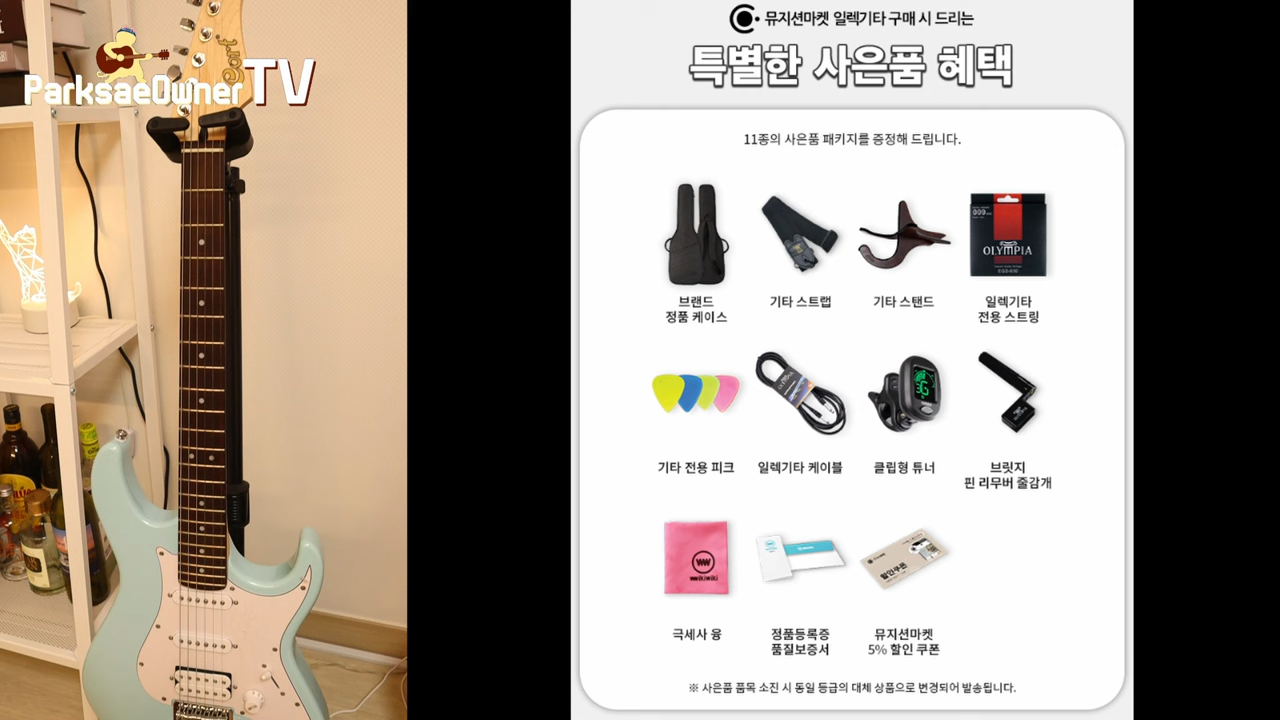 ParksaeOwnerTV
Cort
뮤지션마켓 일렉기타 구매 시 드리는
특별한 사은품 혜택
11종의 사은품 패키지를 증정해 드립니다.
OLYMPIA
브랜드
정품 케이스
기타 스트랩
기타 스탠드
일렉기타
전용 스트링
기타 전용 피크
일렉기타 케이블
클립형 튜너
브릿지
핀 리무버 줄감개
wikiwiki
할인쿠폰
극세사 융
정품등록증
품질보증서
뮤지션마켓
5% 할인 쿠폰
※ 사은품 품목 소진 시 동일 등급의 대체 상품으로 변경되어 발송됩니다.